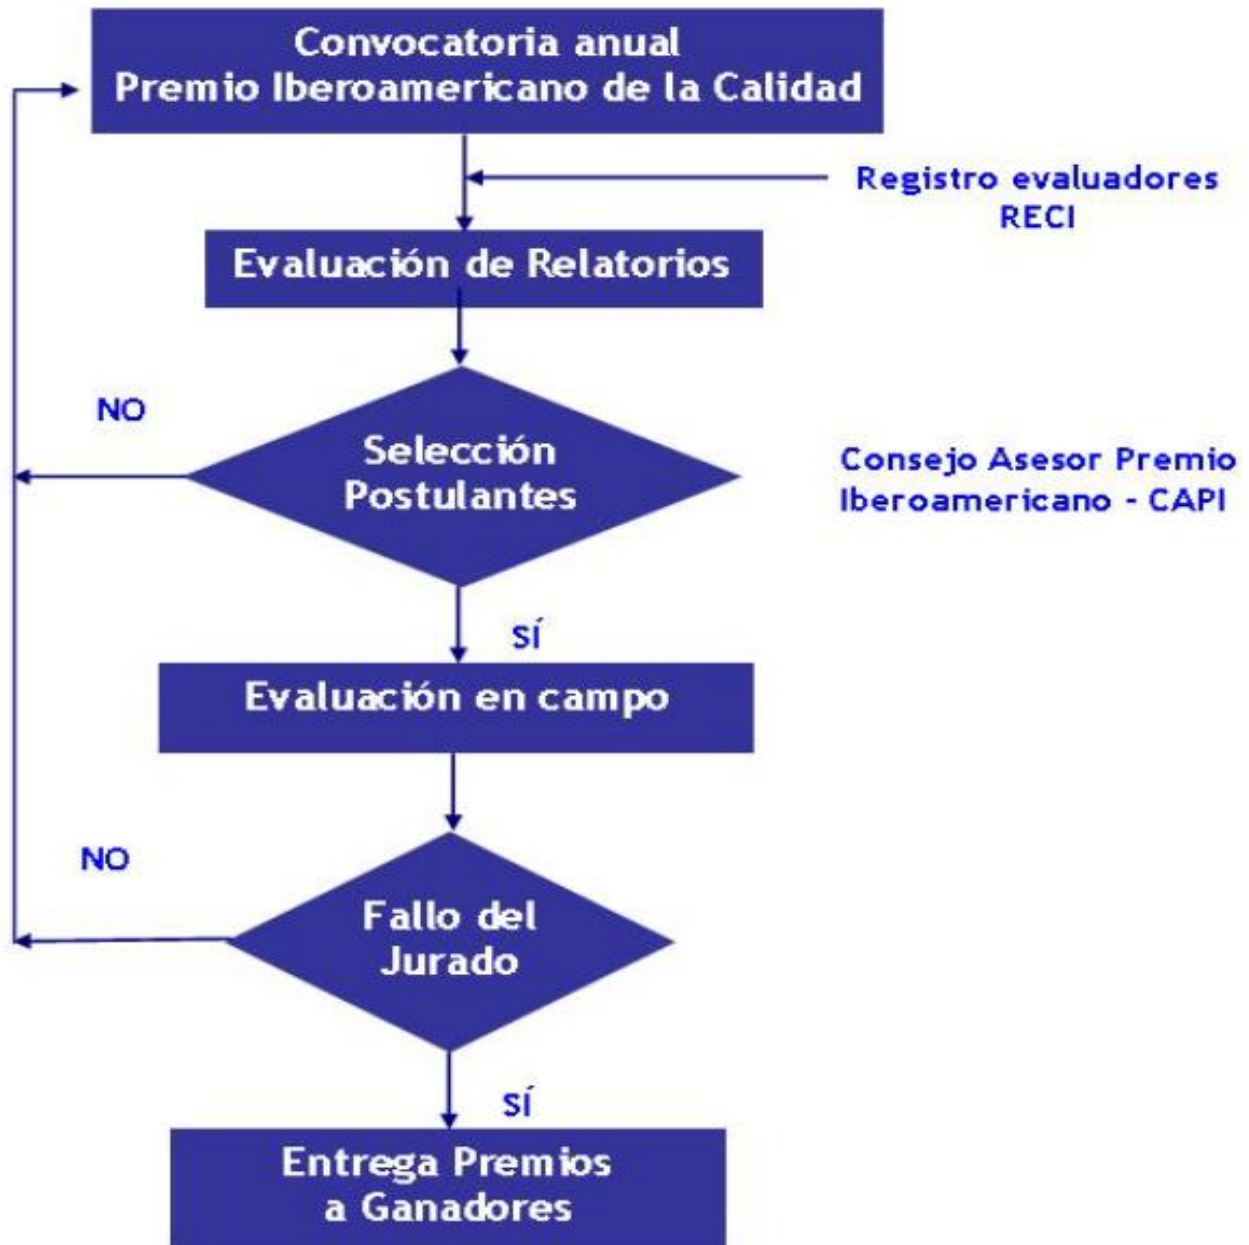 Convocatoria anual
Premio Iberoamericano de la Calidad
Registro evaluadores
RECI
Evaluación de Relatorios
NO
Selección
Postulantes
Consejo Asesor Premio
Iberoamericano - CAPI
SÍ
Evaluación en campo
NO
Fallo del
Jurado
SÍ
Entrega Premios
a Ganadores